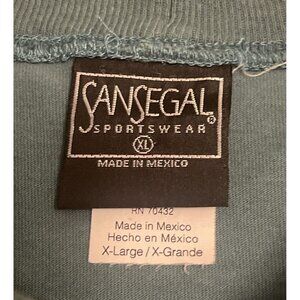 SANSEGAL®
SPORTSWEAR
XL
MADE IN MEXICO
RN 70432
Made in Mexico
Hecho en México
X-Large / X-Grande